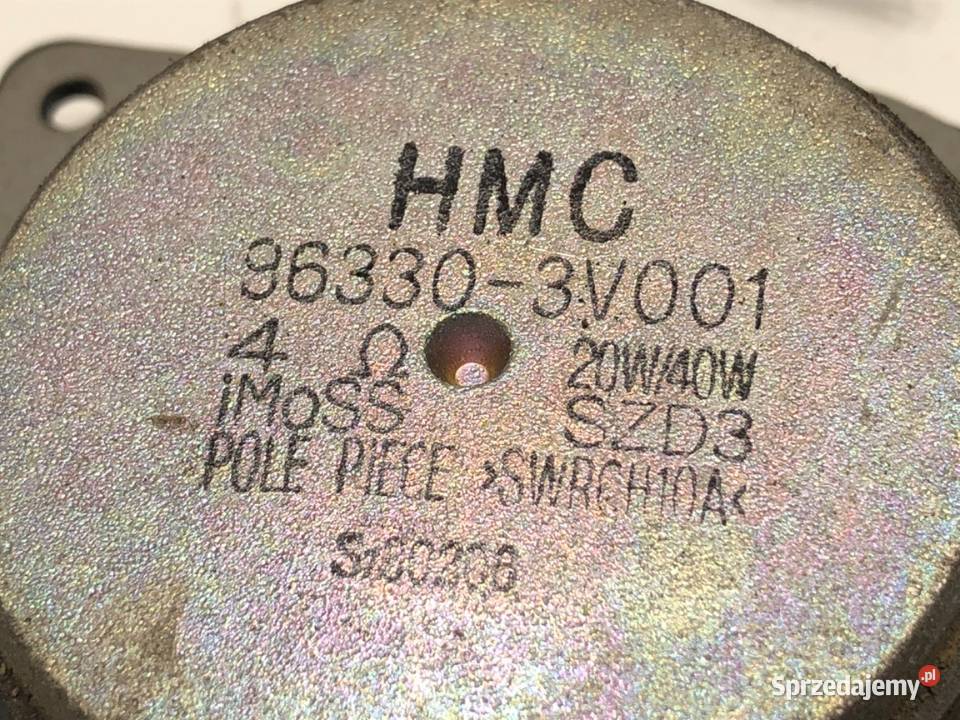 HMC
96330-3V001
4 Ω 20W/40W
iMoSS SZD3
POLE PIECE >SWRCH10A<
Sprzedajemy.pl